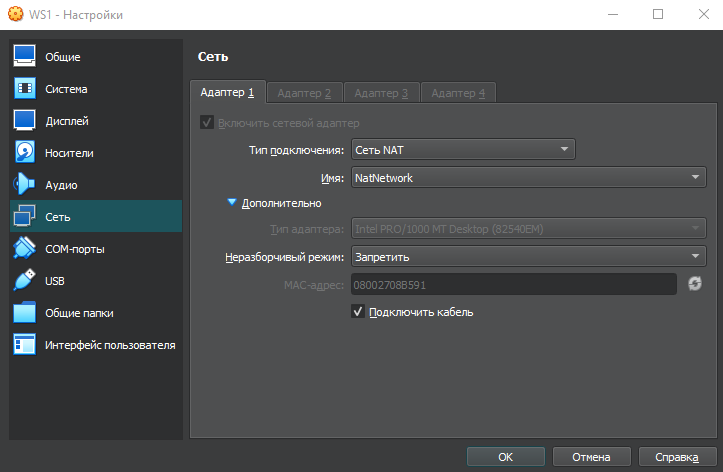 WS1 - Настройки
Общие
Система
Дисплей
Носители
Аудио
Сеть
COM-порты
USB
Общие папки
Интерфейс пользователя
Сеть
Адаптер 1 Адаптер 2 Адаптер 3 Адаптер 4
Включить сетевой адаптер
Тип подключения: Сеть NAT
Имя: NatNetwork
Дополнительно
Тип адаптера: Intel PRO/1000 MT Desktop (82540EM)
Неразборчивый режим: Запретить
MAC-адрес: 08002708B591
Подключить кабель
OK Отмена Справка